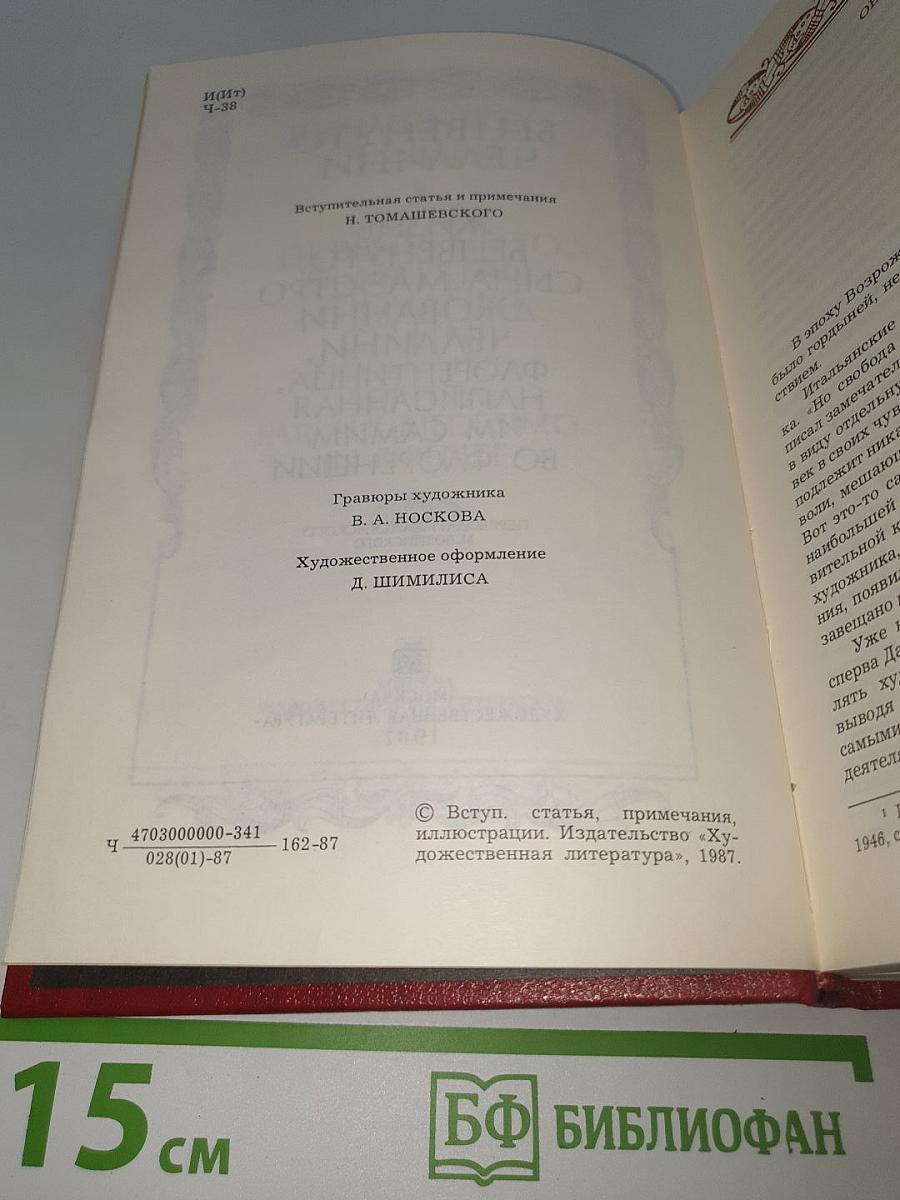 И(Ит)
Ч-38
Вступительная статья и примечания
Н. ТОМАШЕВСКОГО
Гравюры художника
В. А. НОСКОВА
Художественное оформление
Д. ШИМИЛИСА
Ч 4703000000-341 162-87
028(01)-87
© Вступ. статья, примечания,
иллюстрации. Издательство «Ху-
дожественная литература», 1987.
В эпоху Возрож
было гордыней, не
ствием.
Итальянские
ка. «Но свобода
писал замечател
в виду отдельну
век в своих чув
подлежит ника
воли, мешаю
Вот это-то са
наибольшей
вительной к
художника,
ния, появи
завещано
Уже
сперва Да
лять ху
выводя
самыми
деятел
1946, с
15 см
БФ БИБЛИОФАН